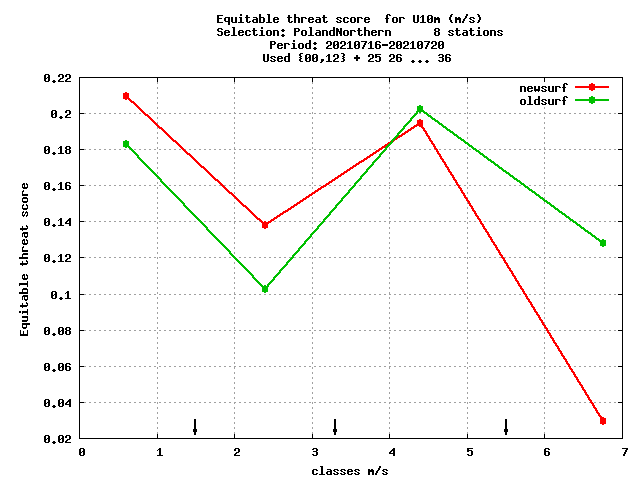 Equitable threat score  for U10m (m/s)
Selection: PolandNorthern      8 stations
Period: 20210716-20210720
Used {00,12} + 25 26 ... 36
newsurf
oldsurf
0.22
0.2
0.18
0.16
0.14
0.12
0.1
0.08
0.06
0.04
0.02
Equitable threat score
0 1 2 3 4 5 6 7
classes m/s